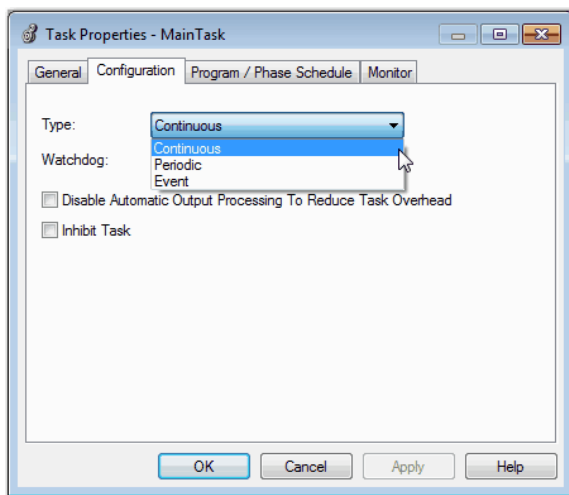 Task Properties - MainTask
General Configuration Program / Phase Schedule Monitor
Type: Continuous
Continuous
Watchdog: Periodic
Event
Disable Automatic Output Processing To Reduce Task Overhead
Inhibit Task
OK Cancel Apply Help